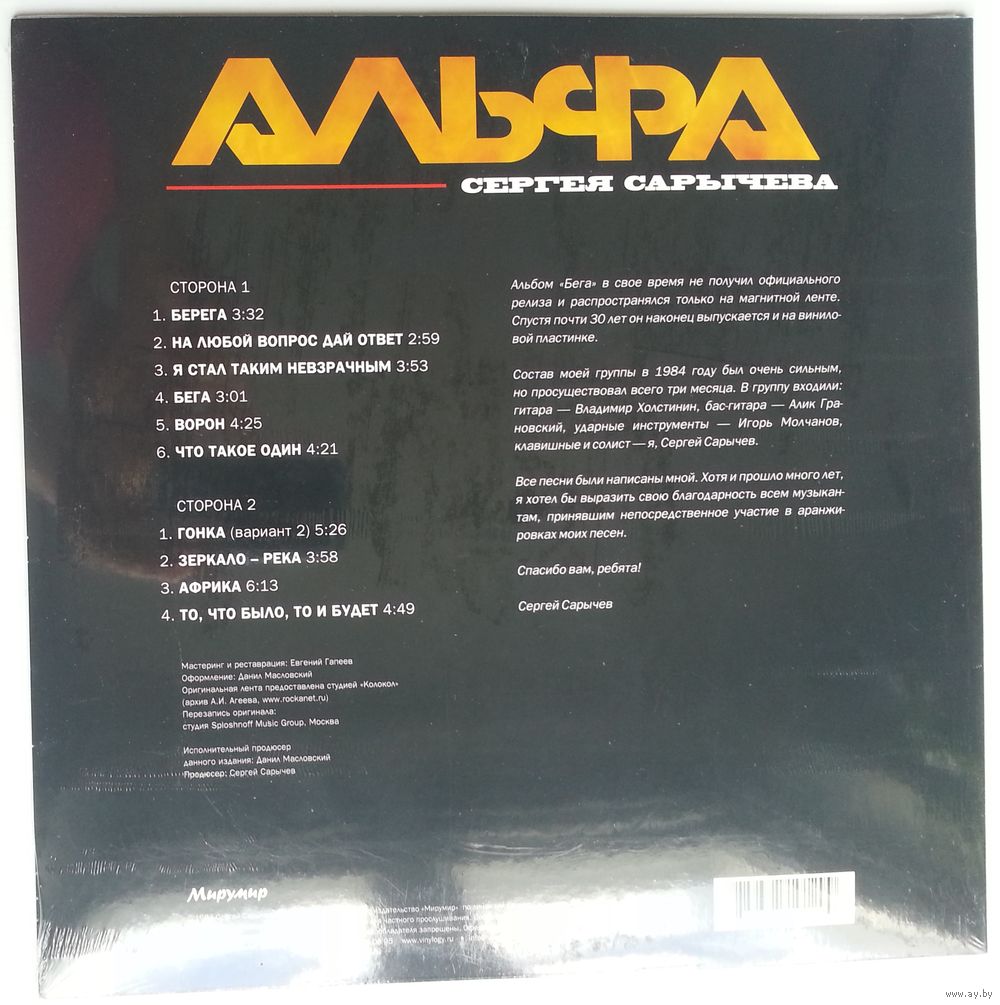 АЛЬФА
СЕРГЕЯ САРЫЧЕВА
СТОРОНА 1
1. БЕРЕГА 3:32
2. НА ЛЮБОЙ ВОПРОС ДАЙ ОТВЕТ 2:59
3. Я СТАЛ ТАКИМ НЕВЗРАЧНЫМ 3:53
4. БЕГА 3:01
5. ВОРОН 4:25
6. ЧТО ТАКОЕ ОДИН 4:21
СТОРОНА 2
1. ГОНКА (вариант 2) 5:26
2. ЗЕРКАЛО – РЕКА 3:58
3. АФРИКА 6:13
4. ТО, ЧТО БЫЛО, ТО И БУДЕТ 4:49
Альбом «Бега» в свое время не получил официального
релиза и распространялся только на магнитной ленте.
Спустя почти 30 лет он наконец выпускается и на винило-
вой пластинке.
Состав моей группы в 1984 году был очень сильным,
но просуществовал всего три месяца. В группу входили:
гитара — Владимир Холстинин, бас-гитара — Алик Гра-
новский, ударные инструменты — Игорь Молчанов,
клавишные и солист — я, Сергей Сарычев.
Все песни были написаны мной. Хотя и прошло много лет,
я хотел бы выразить свою благодарность всем музыкан-
там, принявшим непосредственное участие в аранжи-
ровках моих песен.
Спасибо вам, ребята!
Сергей Сарычев
Мастеринг и реставрация: Евгений Гапеев
Оформление: Данил Масловский
Оригинальная лента предоставлена студией «Колокол»
(архив А.И. Агеева, www.rockanet.ru)
Перезапись оригинала:
студия Sploshnoff Music Group, Москва
Исполнительный продюсер
данного издания: Данил Масловский
Продюсер: Сергей Сарычев
Мирумир
«Мирумир»
частного прослушивания.
запрещены.
www.vinylogy.ru
www.ay.by